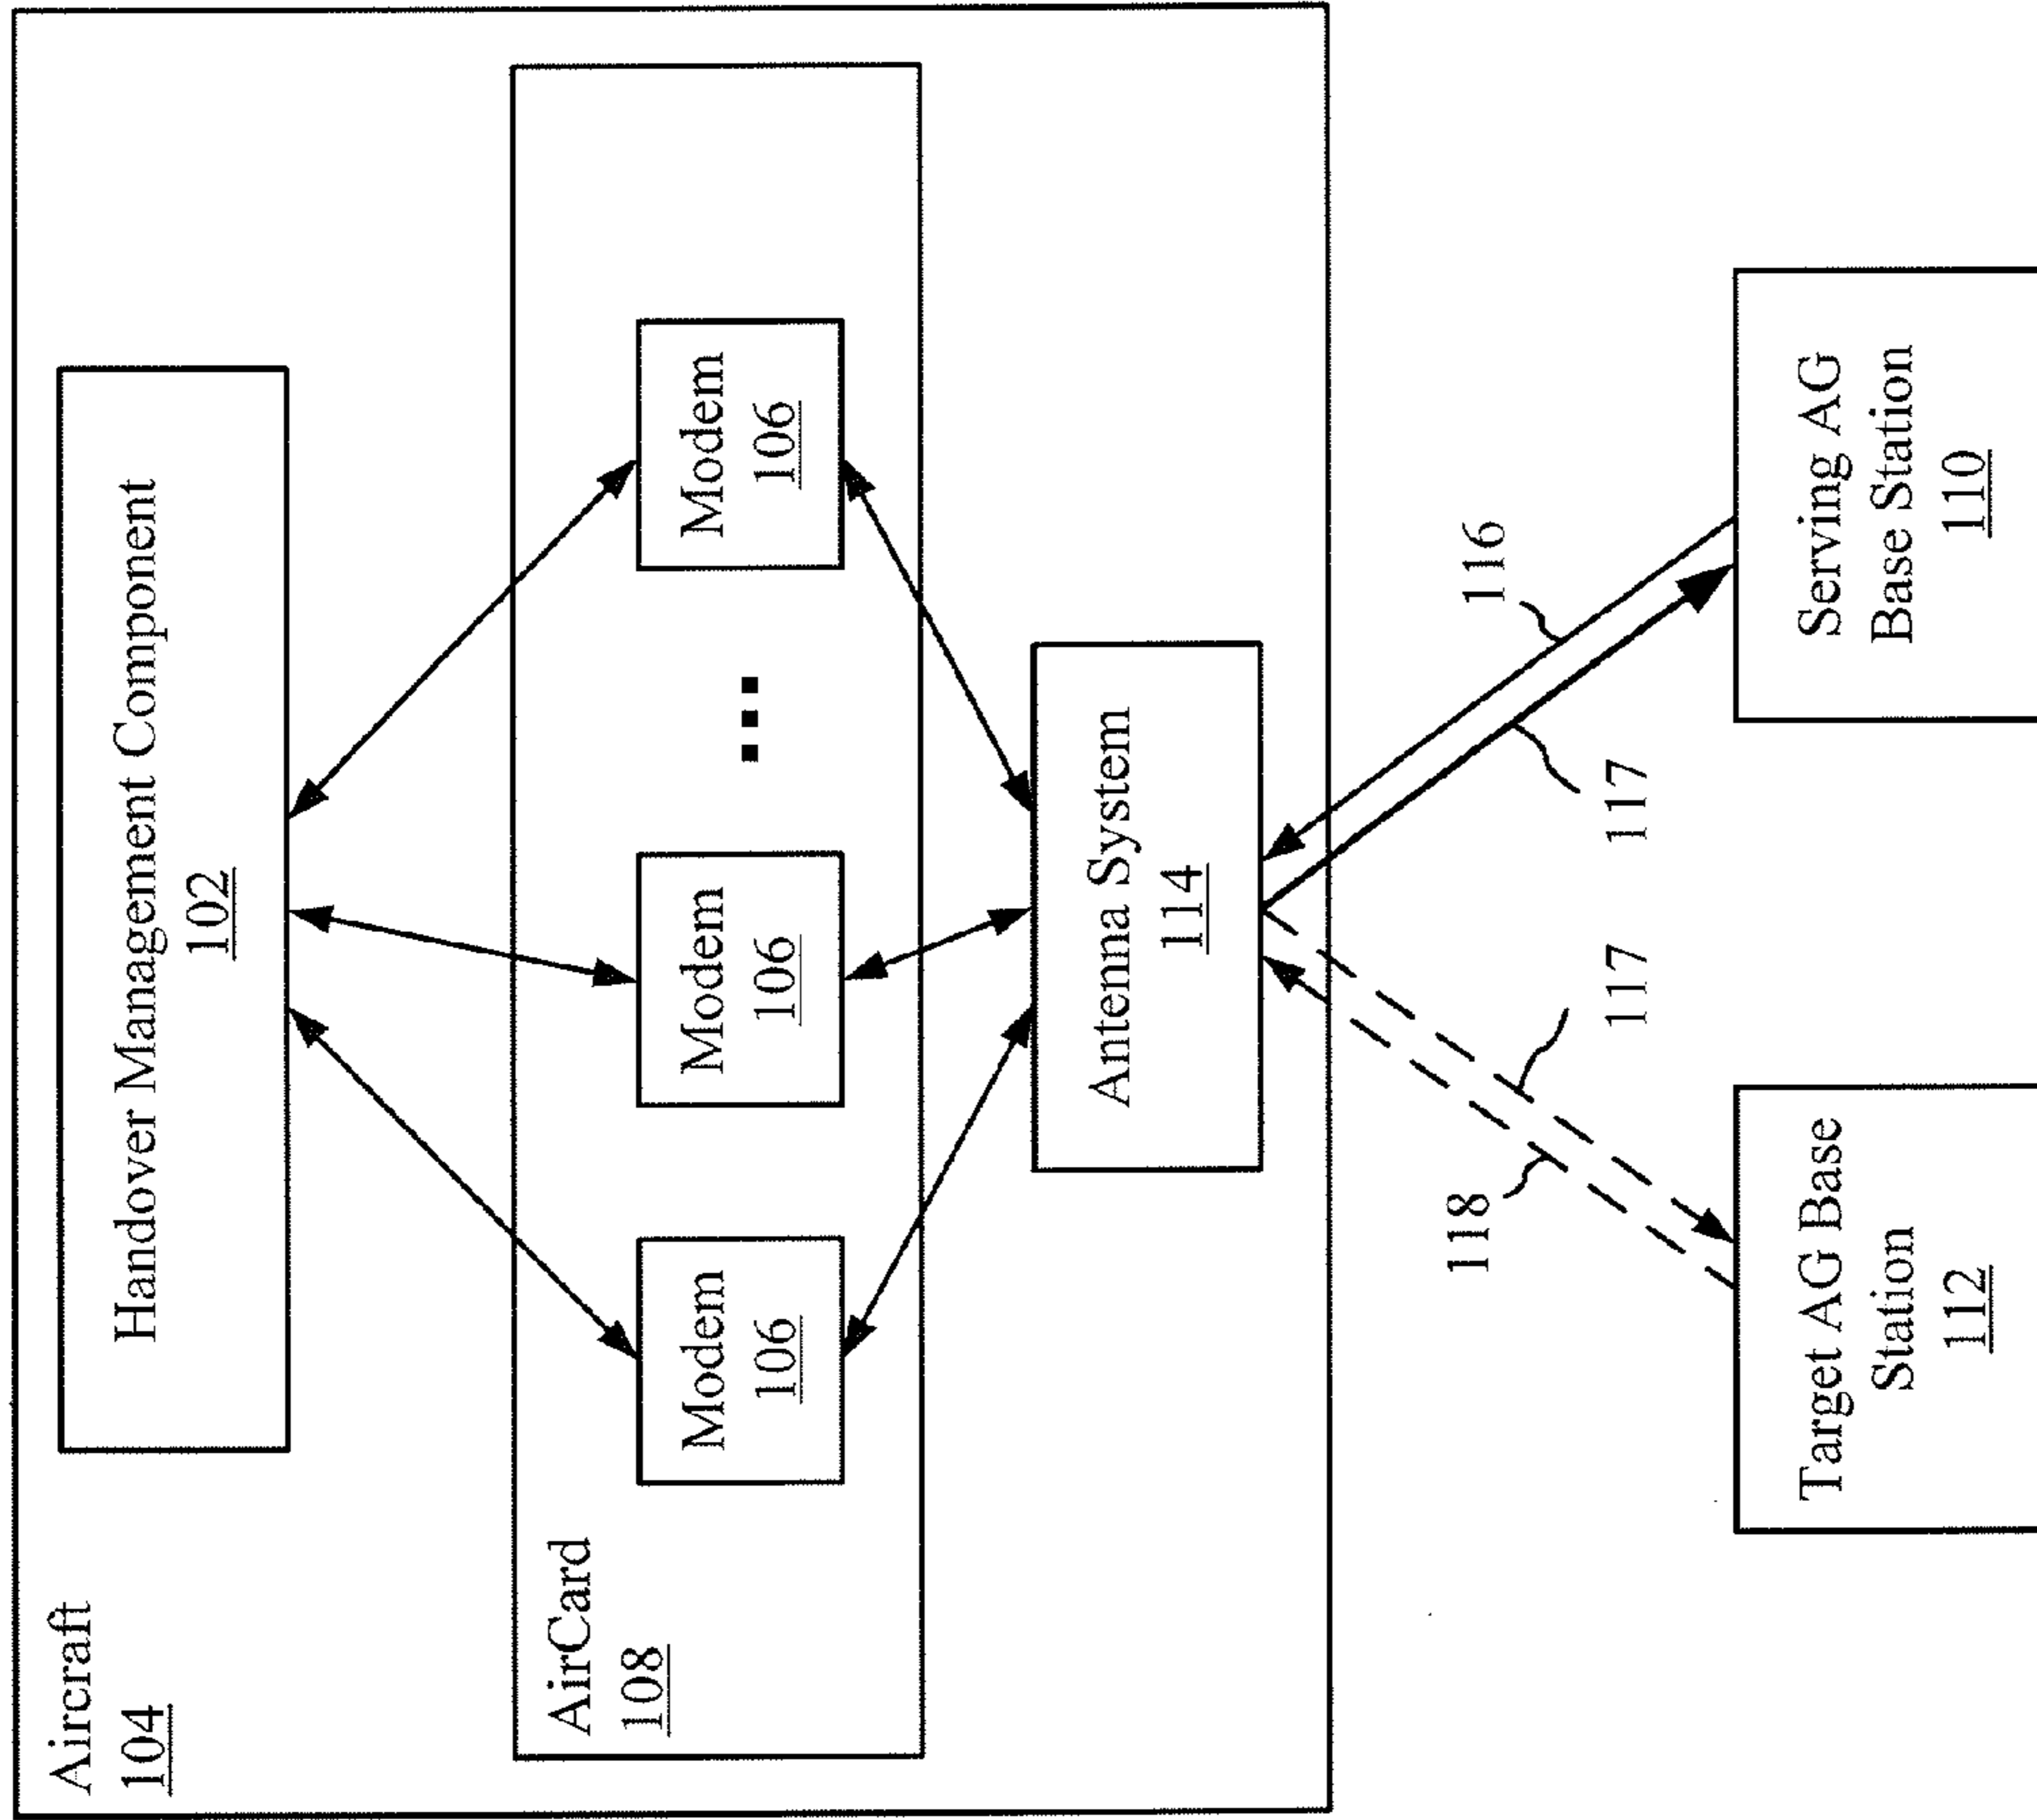 Aircraft
104
Handover Management Component
102
AirCard
108
Modem
106
Modem
106
Modem
106
Antenna System
114
118
117
117
116
Target AG Base
Station
112
Serving AG
Base Station
110